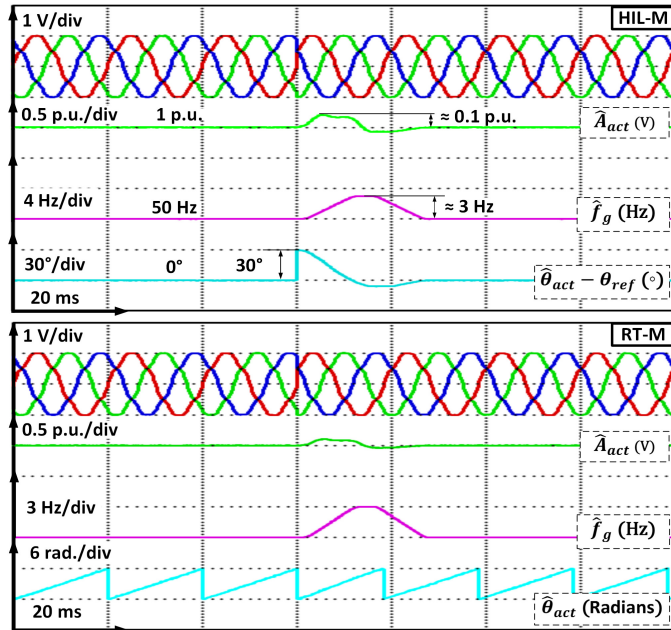 1 V/div
HIL-M
0.5 p.u./div
1 p.u.
≈ 0.1 p.u.
Â_act (V)
4 Hz/div
50 Hz
≈ 3 Hz
f̂_g (Hz)
30°/div
0°
30°
θ̂_act − θ_ref (∘)
20 ms
1 V/div
RT-M
0.5 p.u./div
Â_act (V)
3 Hz/div
f̂_g (Hz)
6 rad./div
20 ms
θ̂_act (Radians)